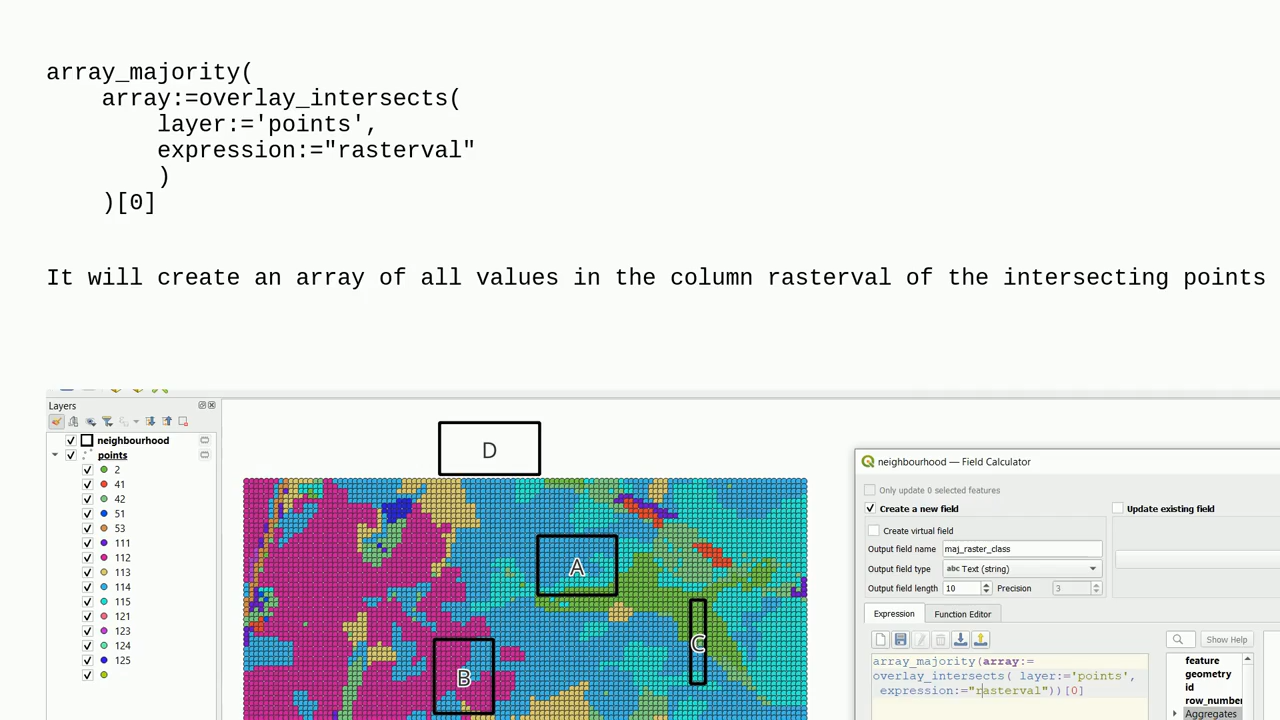 array_majority(
    array:=overlay_intersects(
        layer:='points',
        expression:="rasterval"
        )
    )[0]
It will create an array of all values in the column rasterval of the intersecting points
Layers
neighbourhood
points
2
41
42
51
53
111
112
113
114
115
121
123
124
125
D
A
B
C
neighbourhood — Field Calculator
Only update 0 selected features
Create a new field
Update existing field
Create virtual field
Output field name maj_raster_class
Output field type abc Text (string)
Output field length 10 Precision 3
Expression Function Editor
Show Help
array_majority(array:=
overlay_intersects( layer:='points',
expression:="rasterval"))[0]
feature
geometry
id
row_number
Aggregates